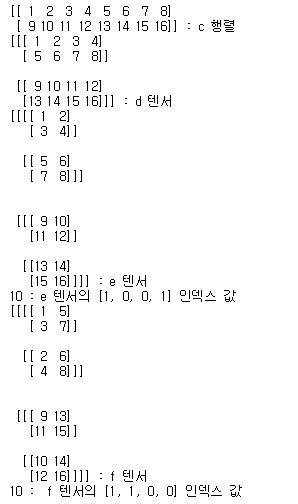 [[ 1  2  3  4  5  6  7  8]
 [ 9 10 11 12 13 14 15 16]] : c 행렬
[[[ 1  2  3  4]
  [ 5  6  7  8]]

 [[ 9 10 11 12]
  [13 14 15 16]]] : d 텐서
[[[[ 1  2]
   [ 3  4]]

  [[ 5  6]
   [ 7  8]]]


 [[[ 9 10]
   [11 12]]

  [[13 14]
   [15 16]]]] : e 텐서
10 : e 텐서의 [1, 0, 0, 1] 인덱스 값
[[[[ 1  5]
   [ 3  7]]

  [[ 2  6]
   [ 4  8]]]


 [[[ 9 13]
   [11 15]]

  [[10 14]
   [12 16]]]] : f 텐서
10 :  f 텐서의 [1, 1, 0, 0] 인덱스 값